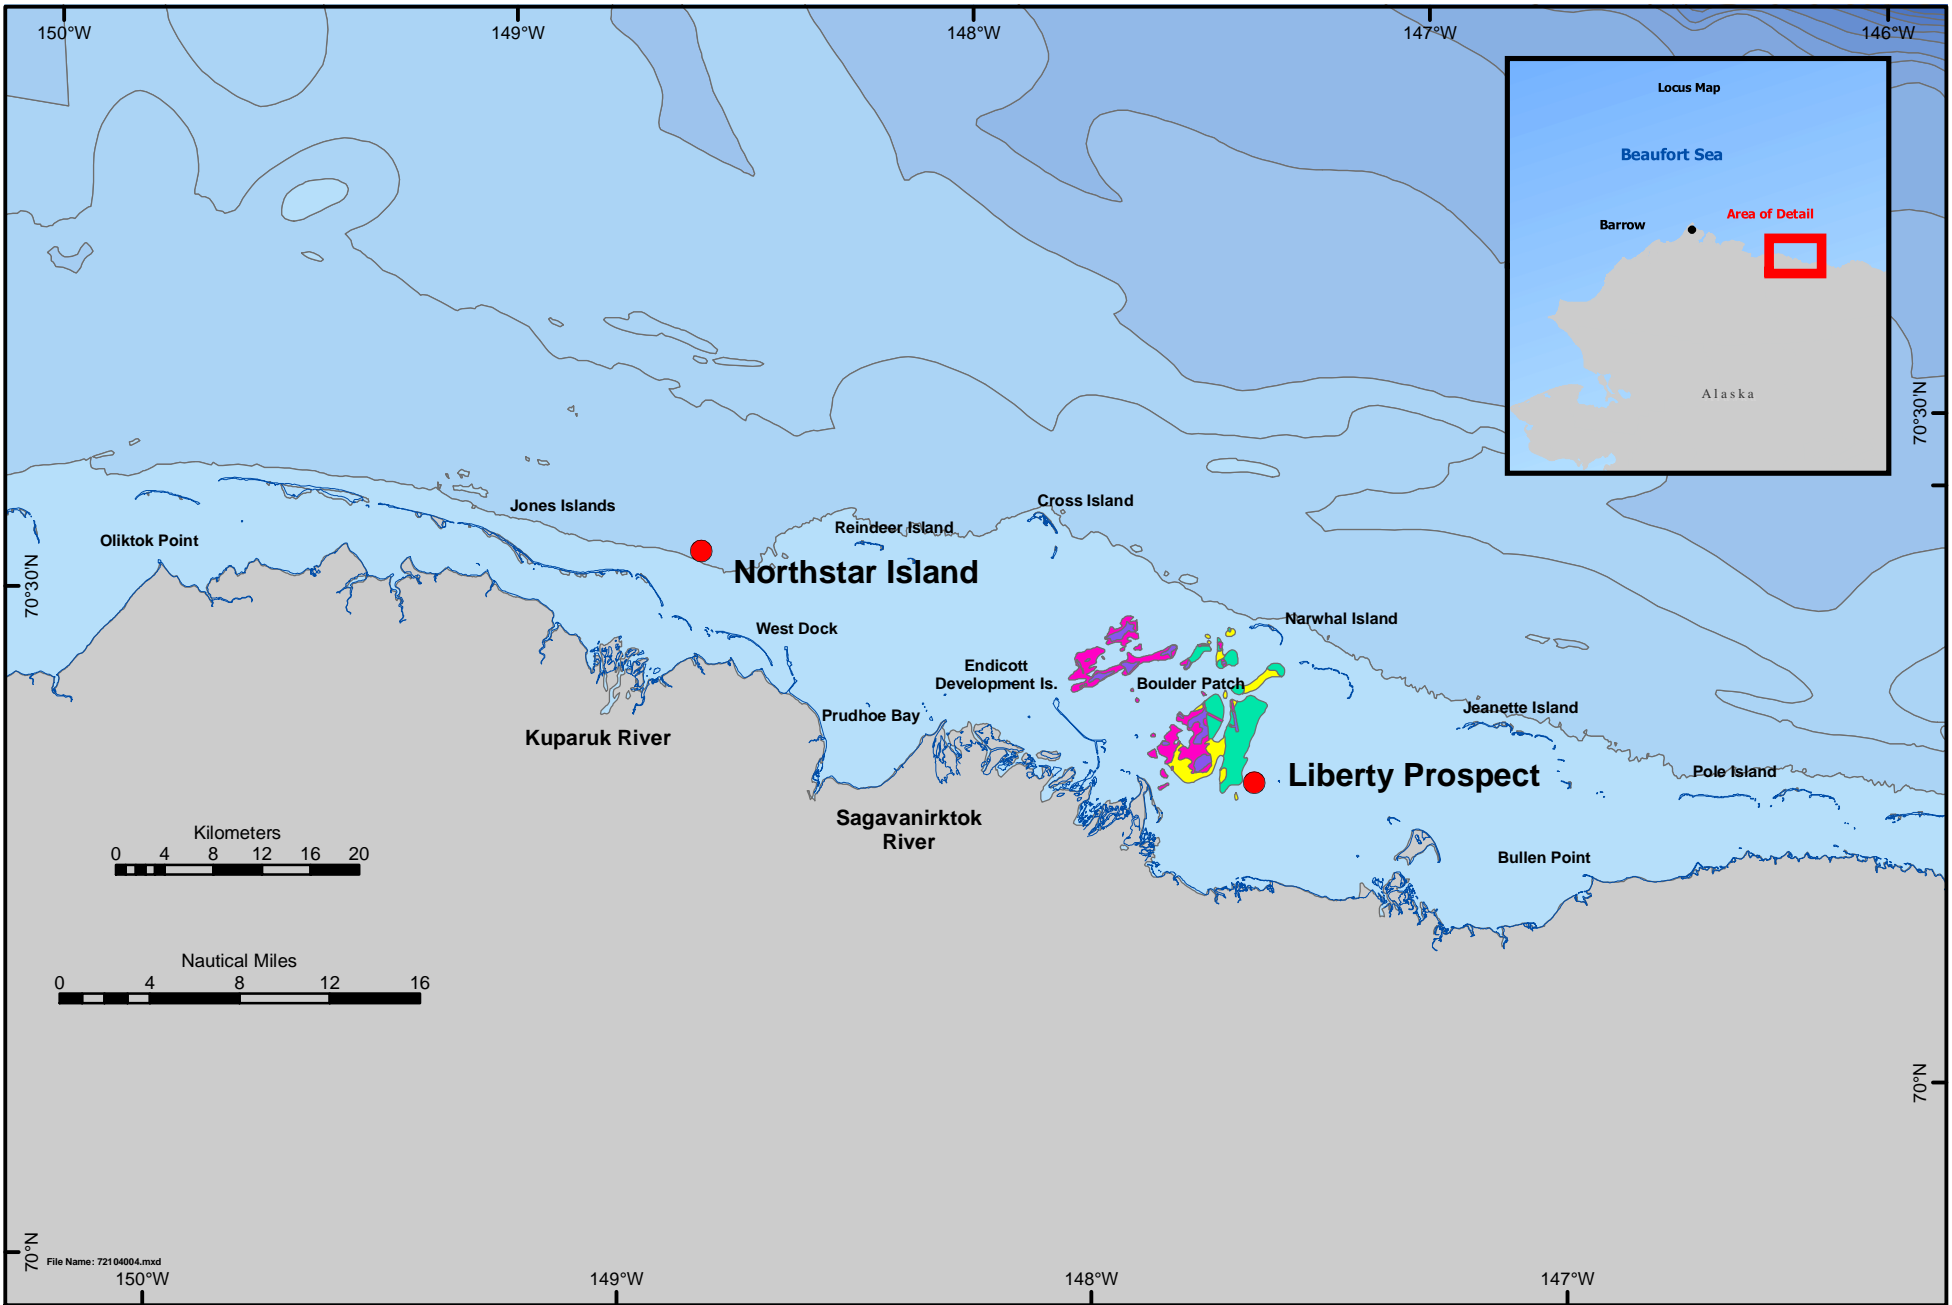 150°W
149°W
148°W
147°W
146°W
Locus Map
Beaufort Sea
Area of Detail
Barrow
Alaska
70°30'N
Jones Islands
Cross Island
Reindeer Island
Oliktok Point
Northstar Island
70°30'N
West Dock
Narwhal Island
Endicott
Development Is.
Boulder Patch
Prudhoe Bay
Jeanette Island
Kuparuk River
Liberty Prospect
Pole Island
Sagavanirktok
River
Kilometers
0 4 8 12 16 20
Bullen Point
Nautical Miles
0 4 8 12 16
70°N
70°N
File Name: 72104004.mxd
150°W
149°W
148°W
147°W